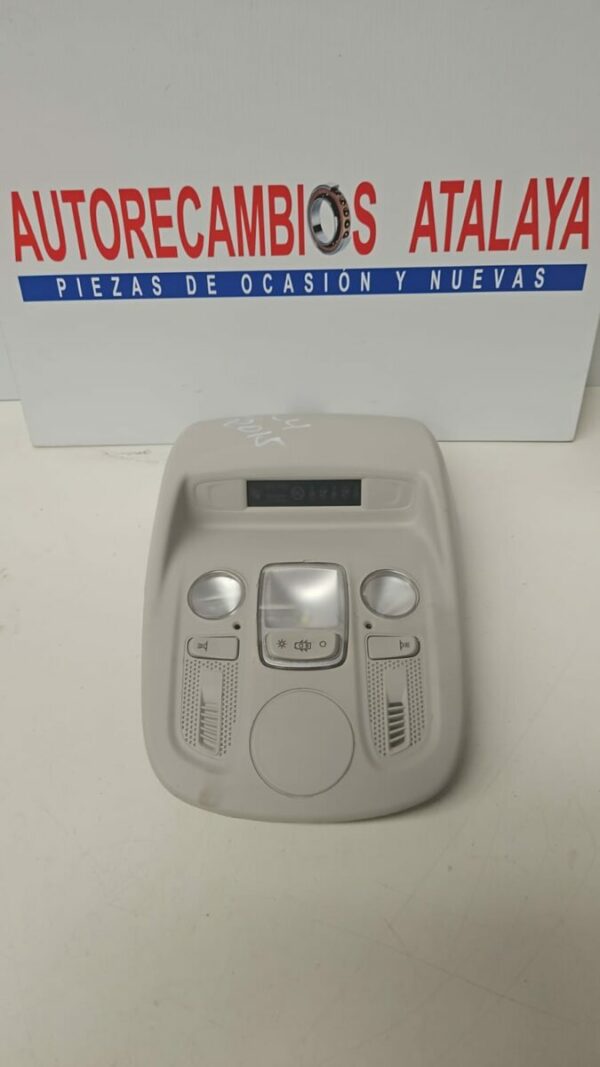 AUTORECAMBIOS ATALAYA
PIEZAS DE OCASIÓN Y NUEVAS